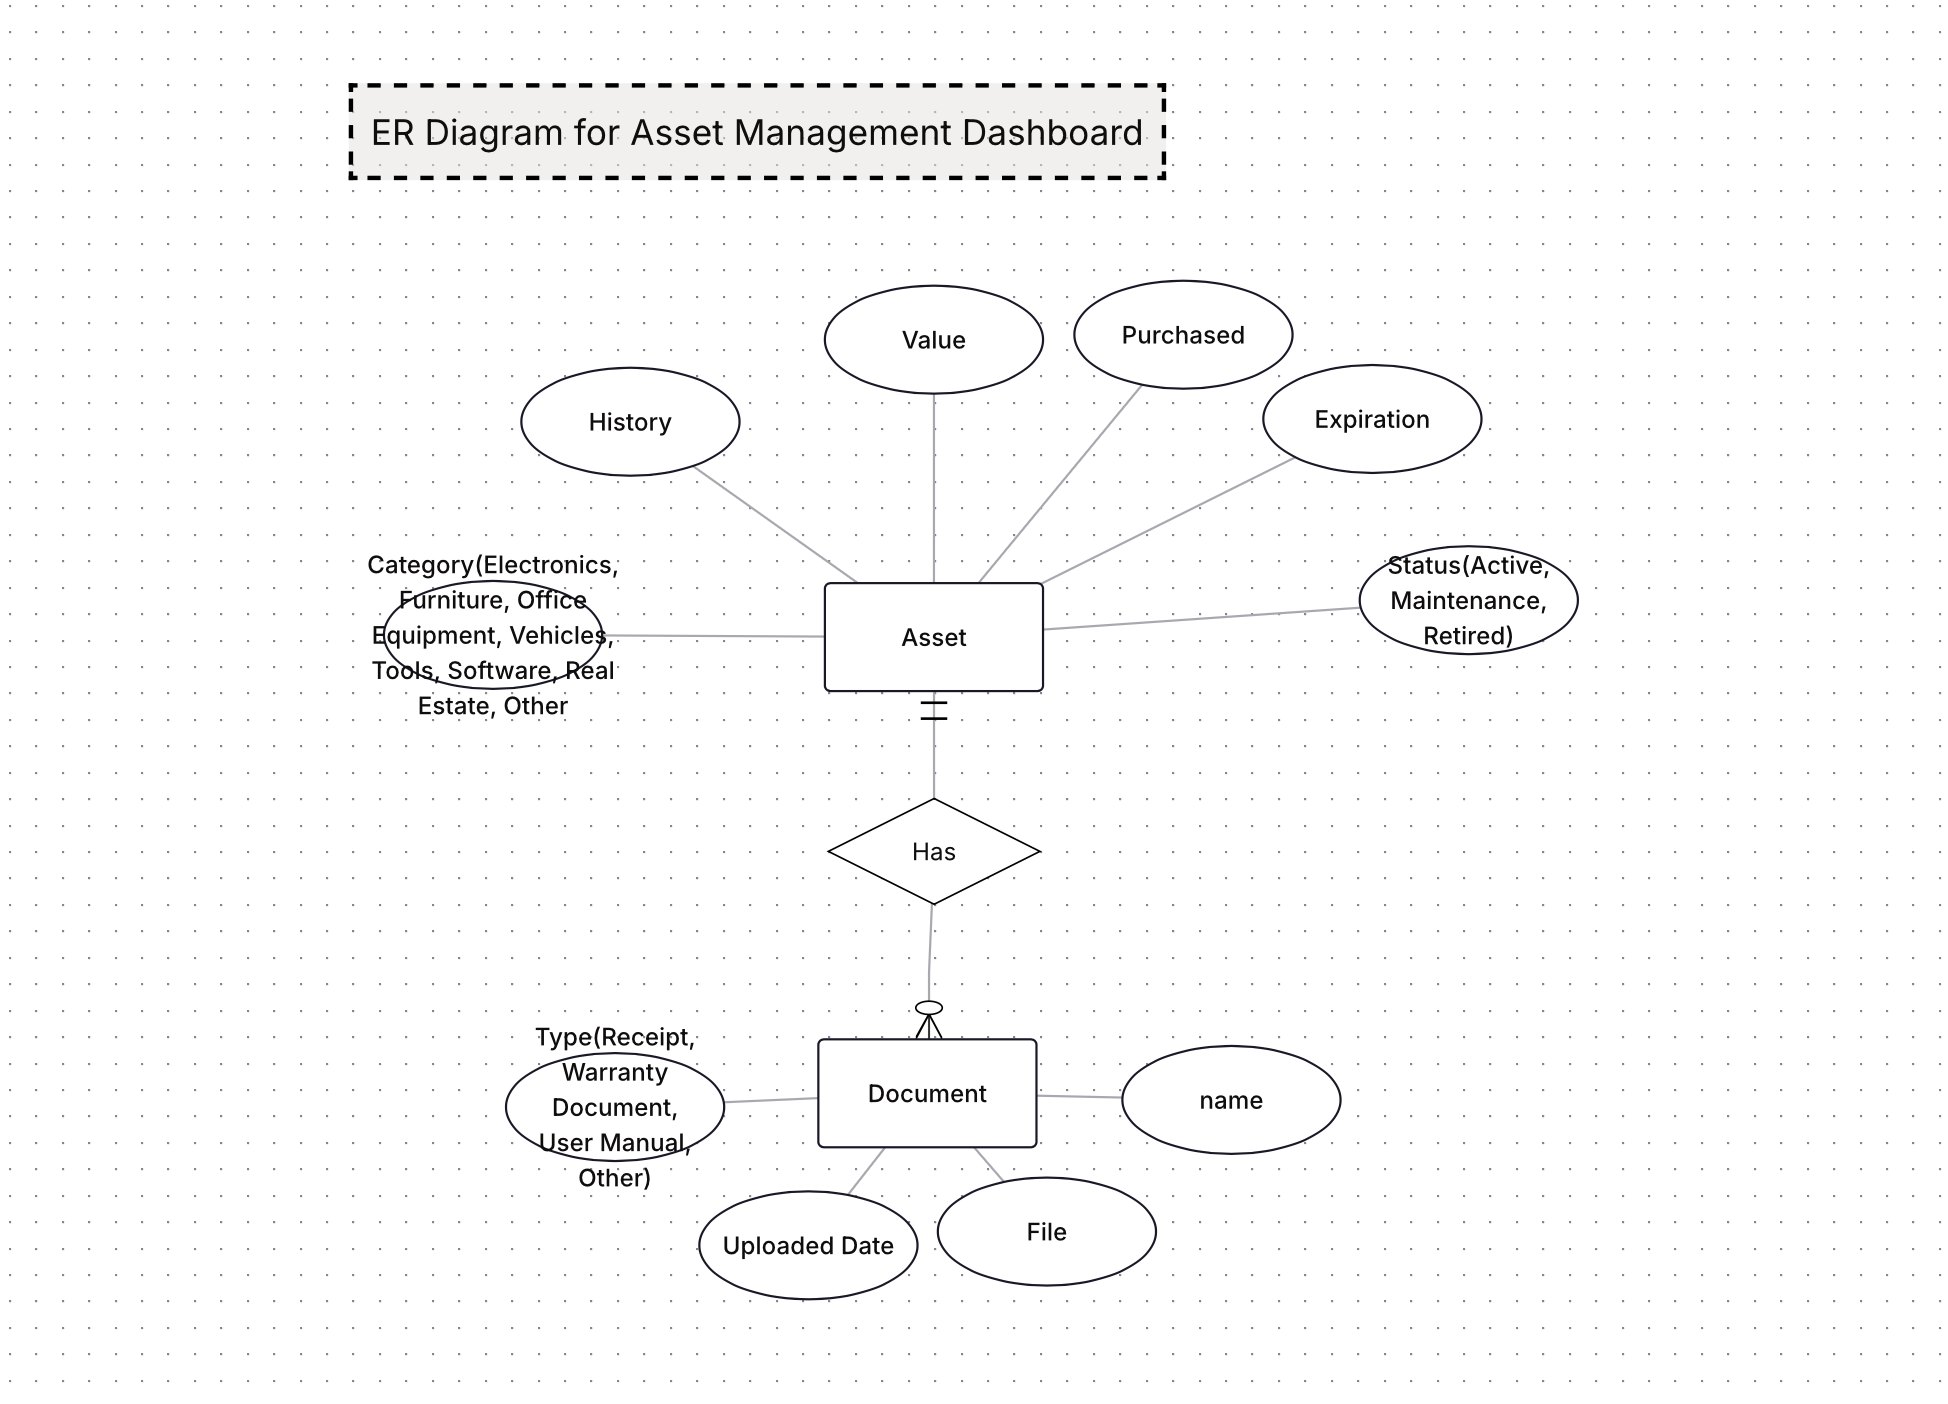 ER Diagram for Asset Management Dashboard
Value
Purchased
History
Expiration
Category(Electronics,
Furniture, Office
Equipment, Vehicles,
Tools, Software, Real
Estate, Other
Asset
Status(Active,
Maintenance,
Retired)
Has
Type(Receipt,
Warranty
Document,
User Manual,
Other)
Document
name
Uploaded Date
File